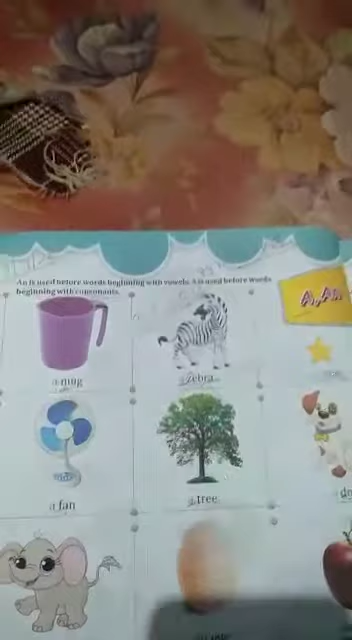 An is used before words beginning with vowels. A is used before words
beginning with consonants.
A, An
a mug
a zebra
a fan
a tree